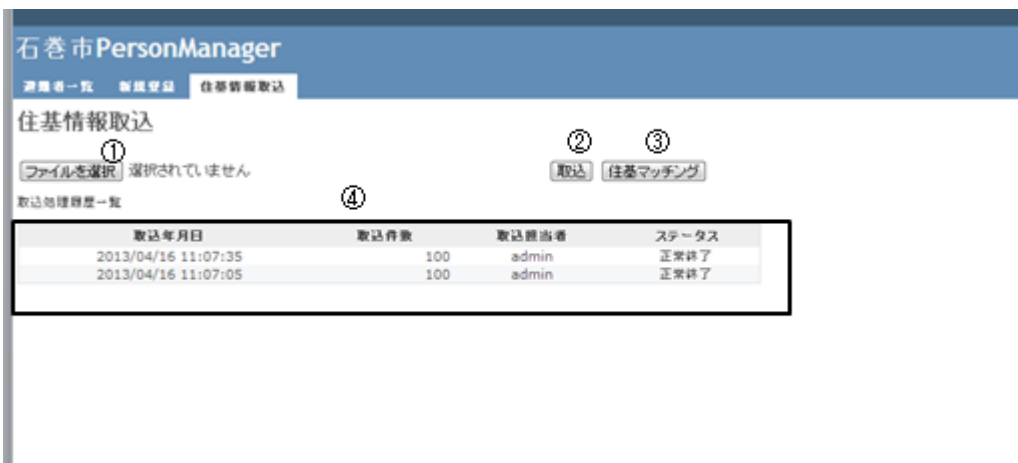 石巻市PersonManager
避難者一覧 新規登録 住基情報取込
住基情報取込
① ② ③
ファイルを選択 選択されていません 取込 住基マッチング
取込処理履歴一覧 ④
取込年月日 取込件数 取込担当者 ステータス
2013/04/16 11:07:35 100 admin 正常終了
2013/04/16 11:07:05 100 admin 正常終了